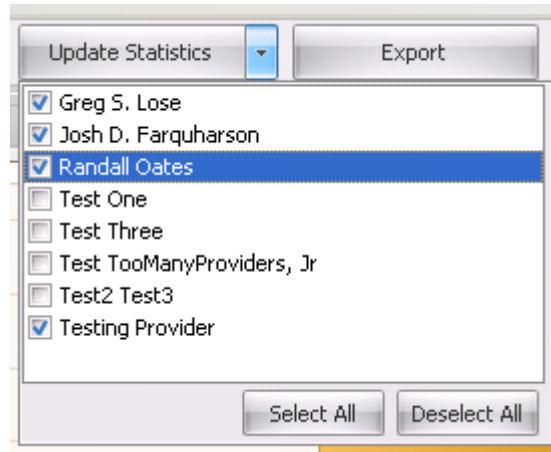 Update Statistics Export
Greg S. Lose
Josh D. Farquharson
Randall Oates
Test One
Test Three
Test TooManyProviders, Jr
Test2 Test3
Testing Provider
Select All Deselect All